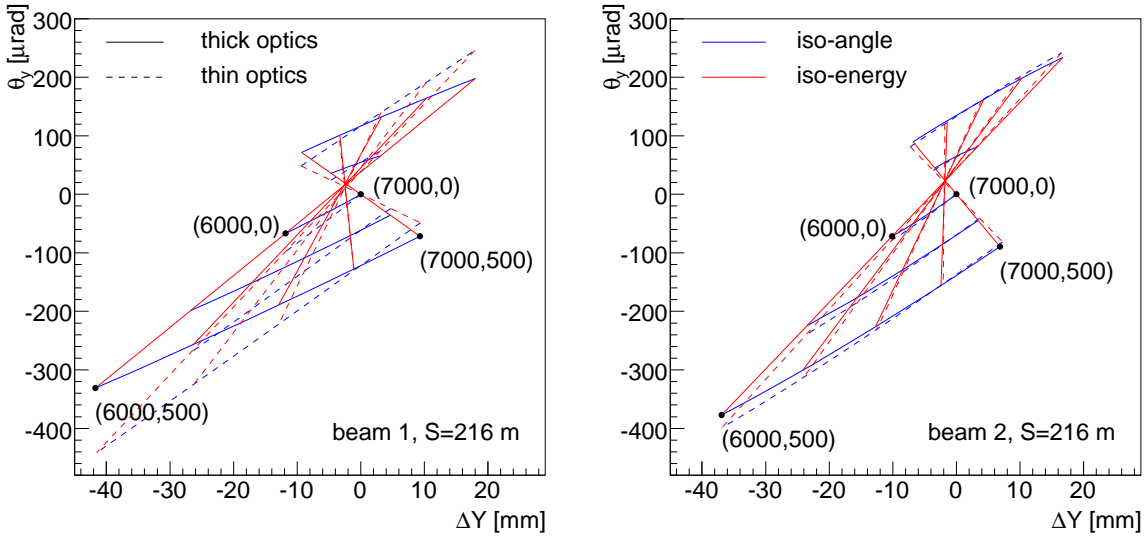 θy [μrad]
300
200
100
0
-100
-200
-300
-400
thick optics
thin optics
(7000,0)
(6000,0)
(7000,500)
(6000,500)
beam 1, S=216 m
-40 -30 -20 -10 0 10 20
ΔY [mm]
θy [μrad]
300
200
100
0
-100
-200
-300
-400
iso-angle
iso-energy
(7000,0)
(6000,0)
(7000,500)
(6000,500)
beam 2, S=216 m
-40 -30 -20 -10 0 10 20
ΔY [mm]